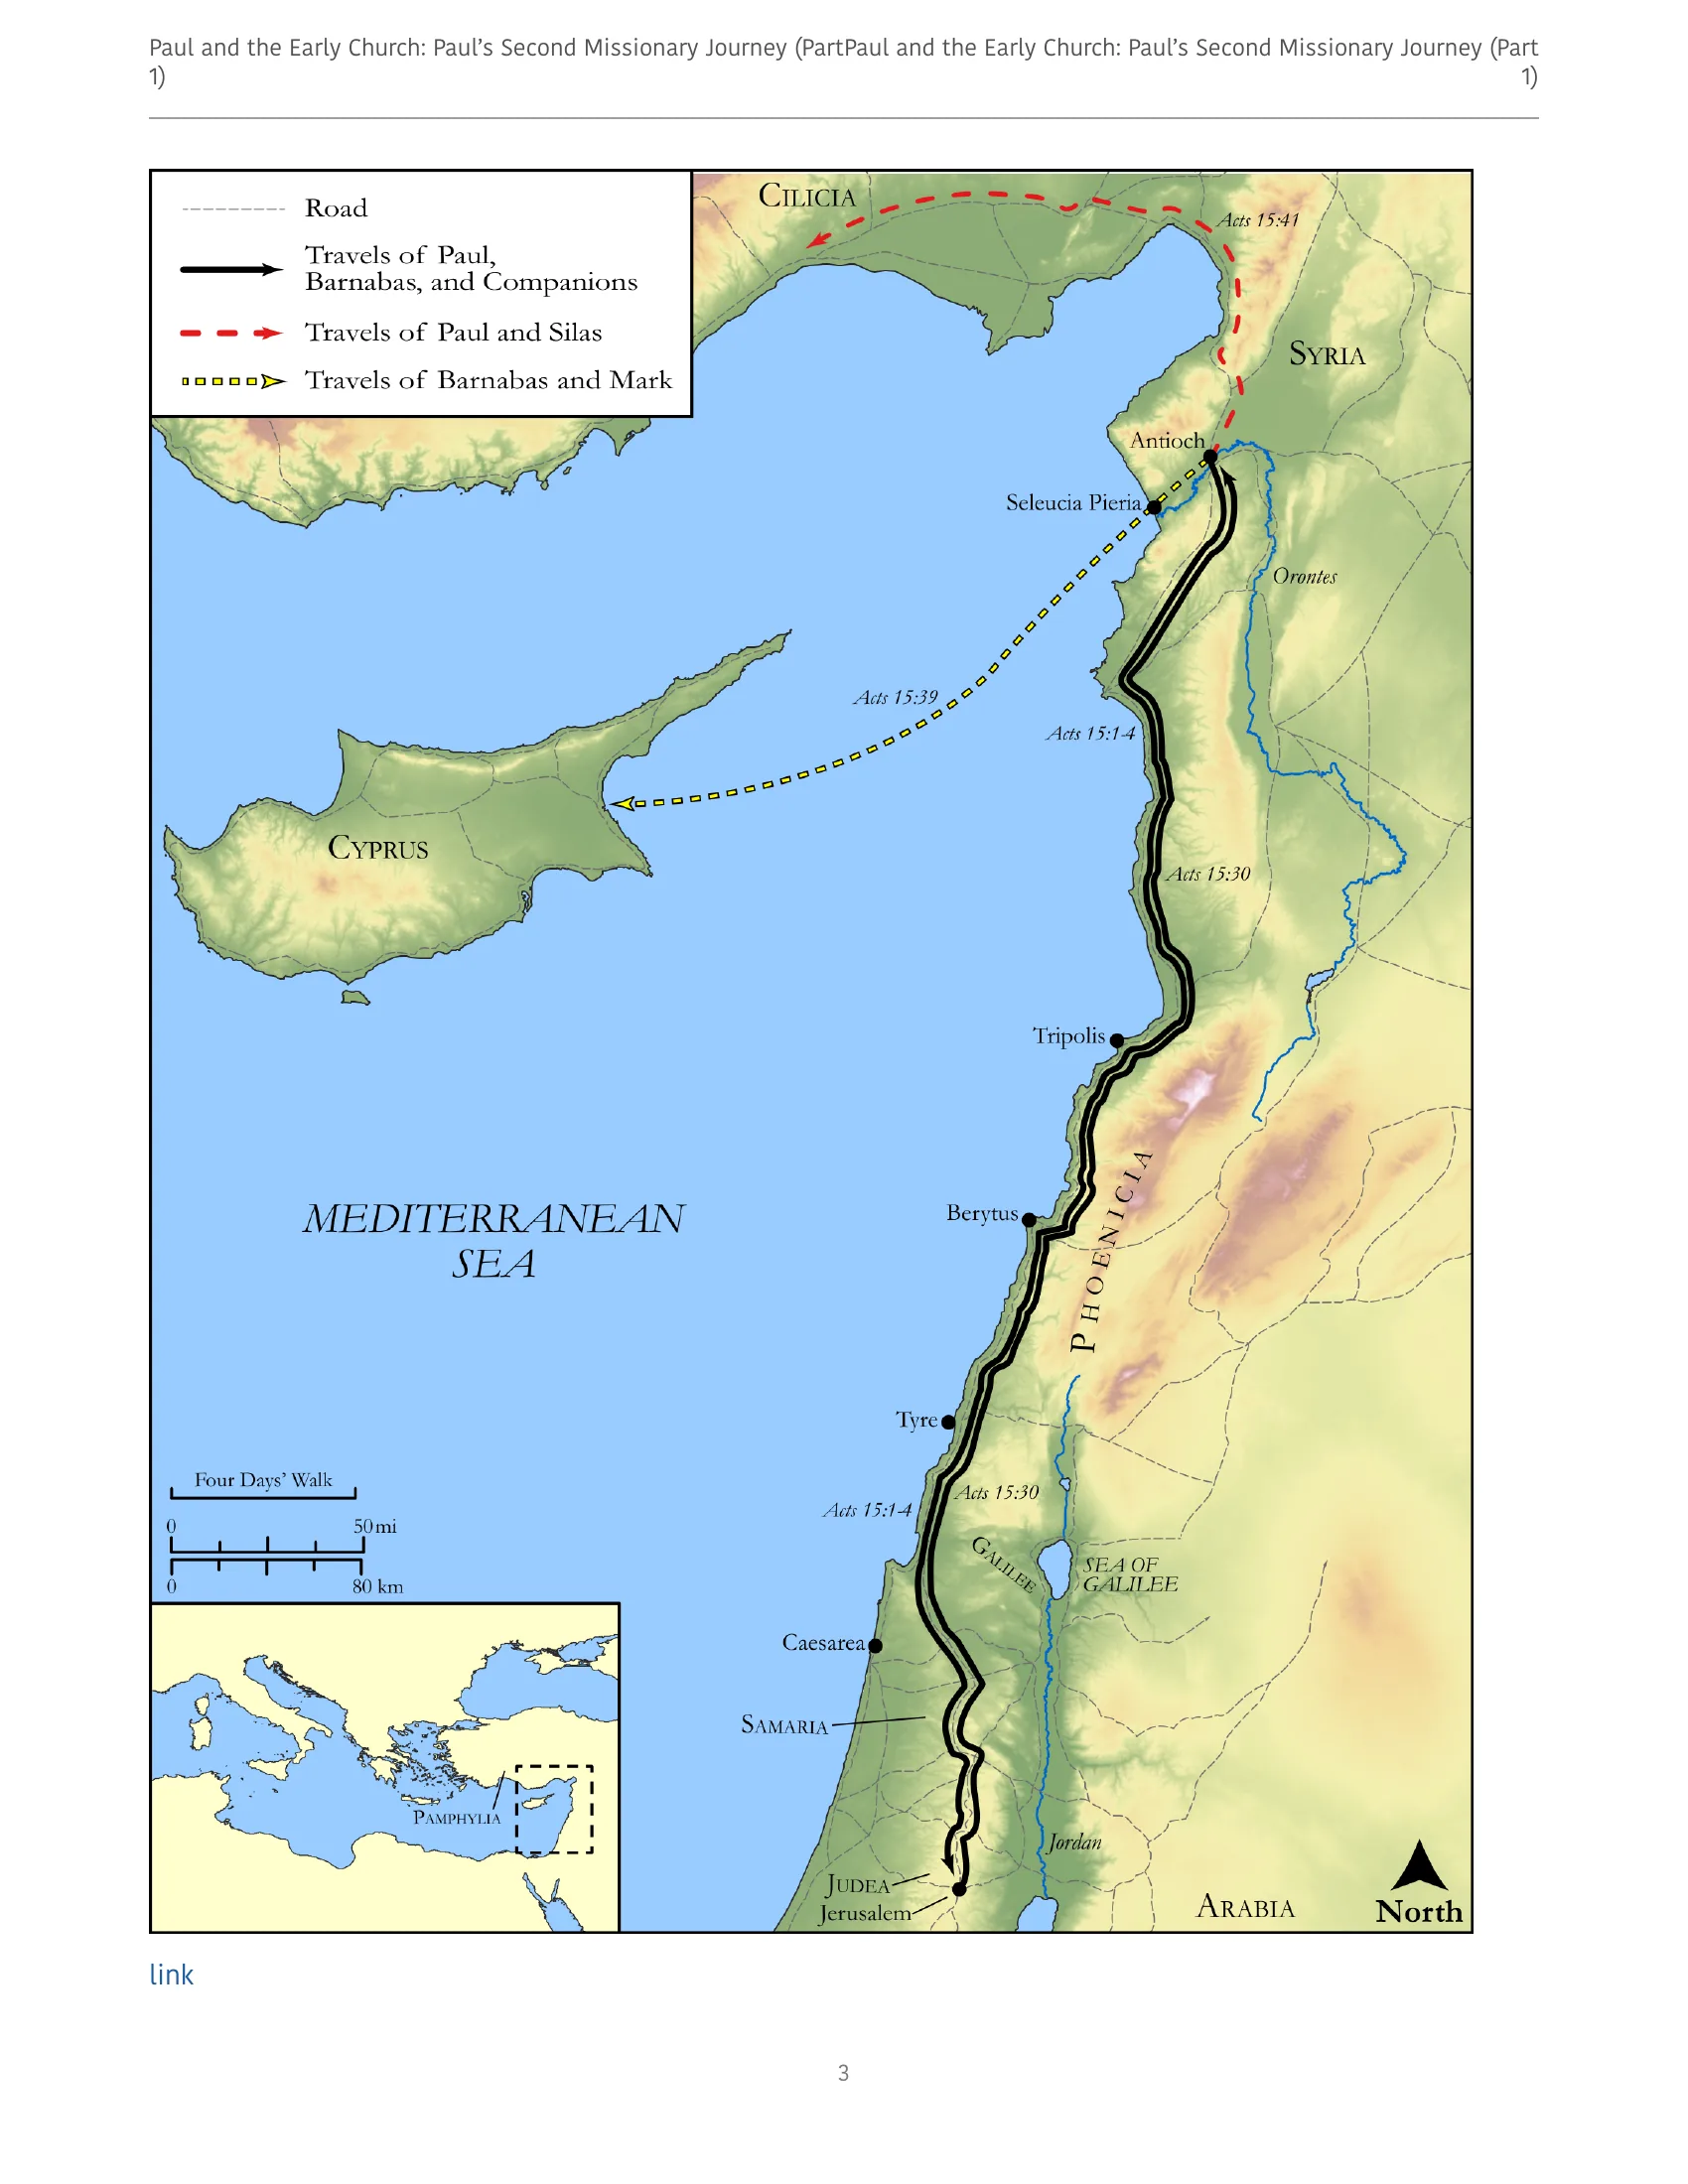 Paul and the Early Church: Paul’s Second Missionary Journey (PartPaul and the Early Church: Paul’s Second Missionary Journey (Part
1) 1)
Road
Travels of Paul,
Barnabas, and Companions
Travels of Paul and Silas
Travels of Barnabas and Mark
CILICIA
Acts 15:41
SYRIA
Antioch
Seleucia Pieria
Orontes
Acts 15:39
Acts 15:1-4
CYPRUS
Acts 15:30
Tripolis
PHOENICIA
Berytus
MEDITERRANEAN
SEA
Tyre
Four Days’ Walk
Acts 15:30
Acts 15:1-4
0 50 mi
0 80 km
GALILEE
SEA OF
GALILEE
Caesarea
SAMARIA
PAMPHYLIA
Jordan
JUDEA
Jerusalem
ARABIA
North
link
3